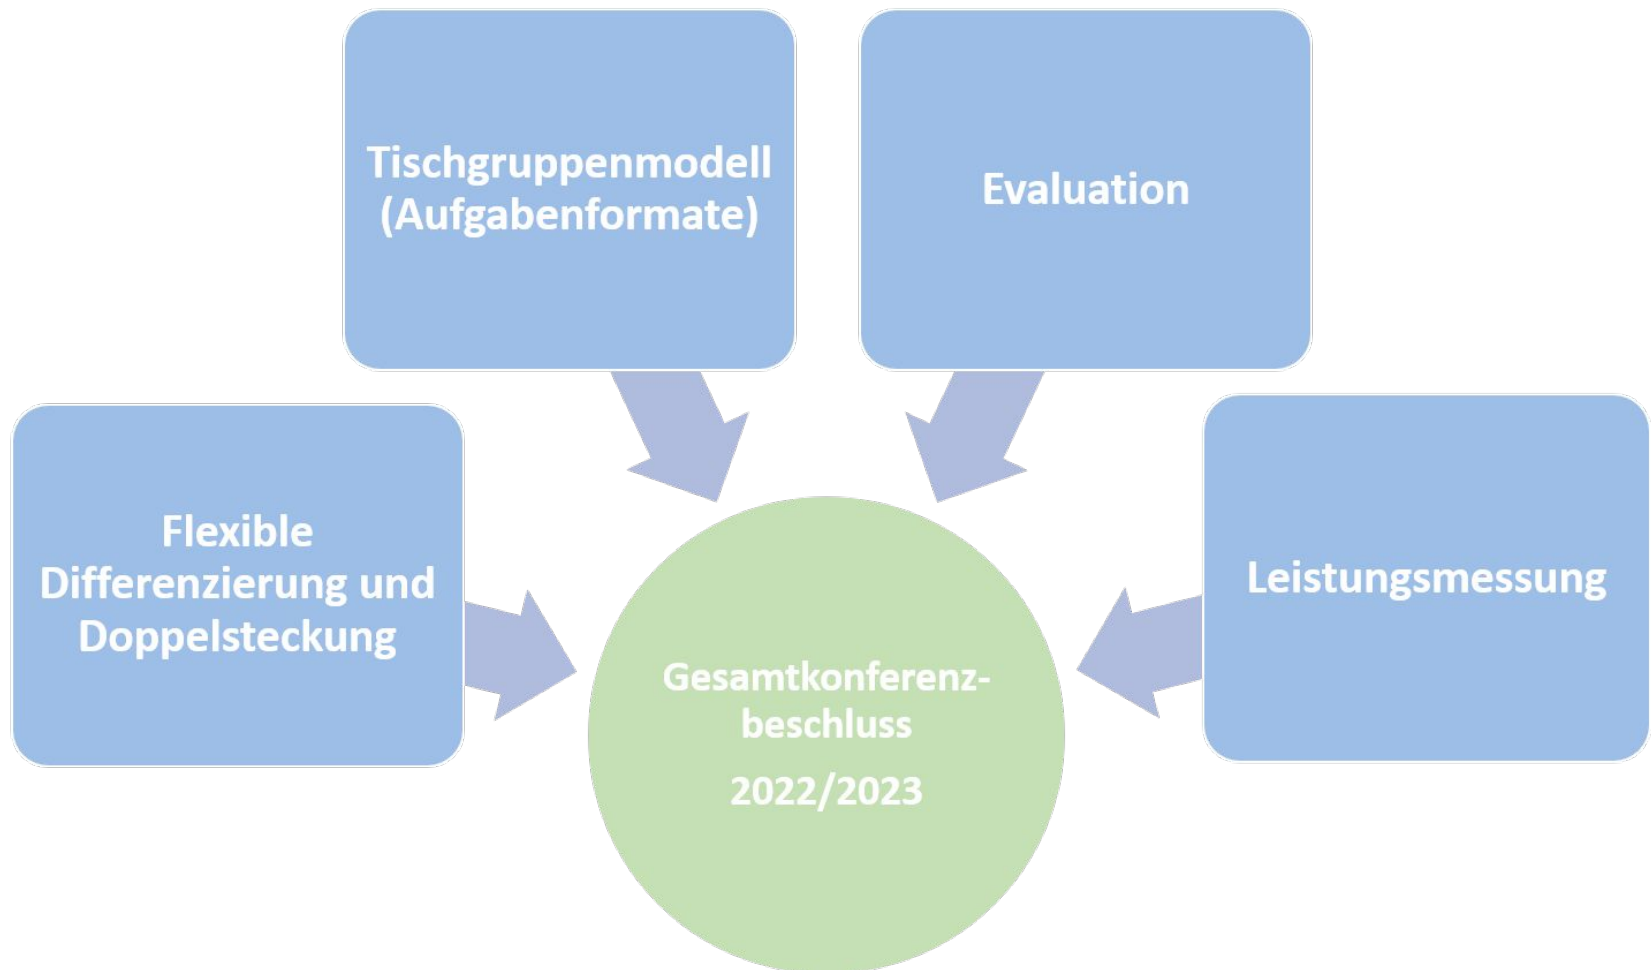 Tischgruppenmodell
(Aufgabenformate)
Evaluation
Flexible
Differenzierung und
Doppelsteckung
Leistungsmessung
Gesamtkonferenz-
beschluss
2022/2023